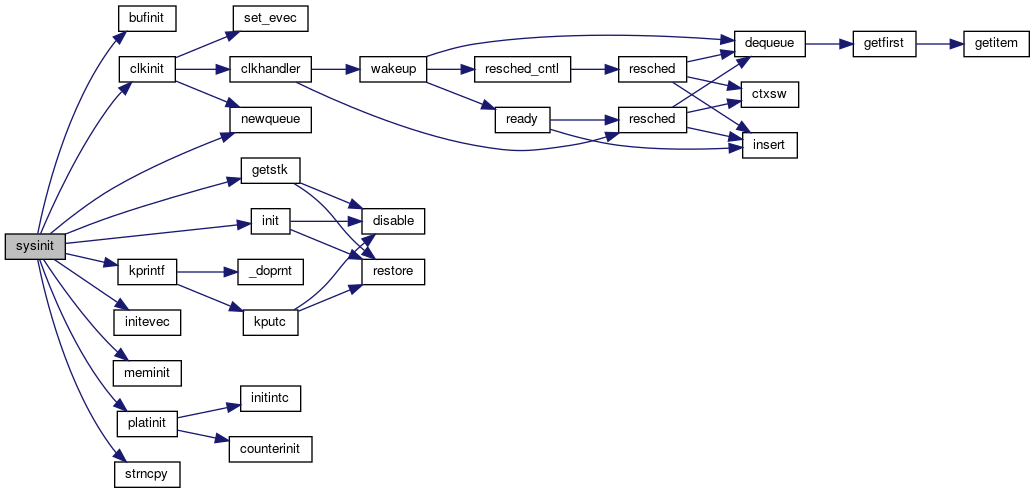 bufinit
set_evec
dequeue
getfirst
getitem
clkinit
clkhandler
wakeup
resched_cntl
resched
ctxsw
newqueue
ready
resched
insert
getstk
init
disable
sysinit
kprintf
_doprnt
restore
initevec
kputc
meminit
initintc
platinit
counterinit
strncpy